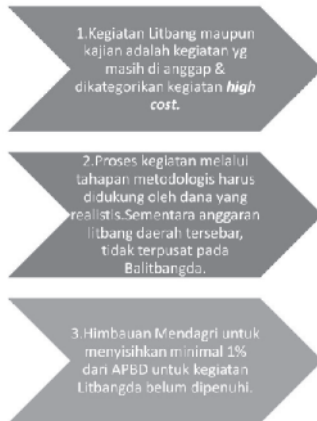 1.Kegiatan Litbang maupun
kajian adalah kegiatan yg
masih di anggap &
dikategorikan kegiatan high
cost.
2.Proses kegiatan melalui
tahapan metodologis harus
didukung oleh dana yang
realistis.Sementara anggaran
litbang daerah tersebar,
tidak terpusat pada
Balitbangda.
3.Himbauan Mendagri untuk
menyisihkan minimal 1%
dari APBD untuk kegiatan
Litbangda belum dipenuhi.